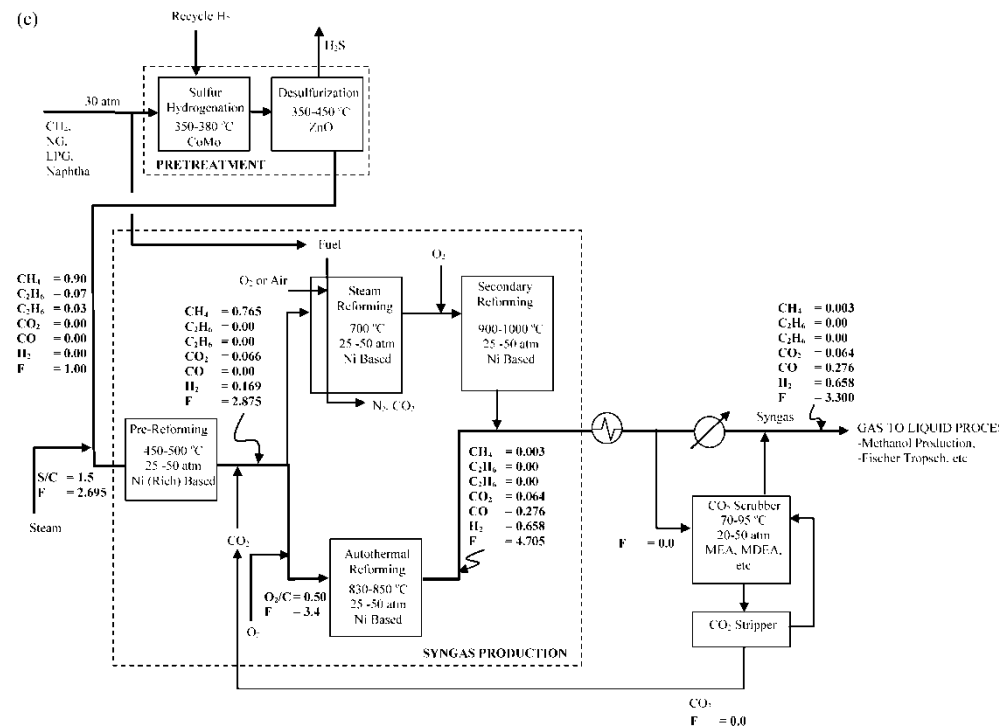 (c)
Recycle H2
H2S
30 atm
CH4,
NG,
LPG,
Naphtha
Sulfur
Hydrogenation
350-380 °C
CoMo
Desulfurization
350-450 °C
ZnO
PRETREATMENT
CH4 = 0.90
C2H6 = 0.07
C2H6 = 0.03
CO2 = 0.00
CO = 0.00
H2 = 0.00
F = 1.00
Fuel
O2 or Air
O2
CH4 = 0.765
C2H6 = 0.00
C2H6 = 0.00
CO2 = 0.066
CO = 0.00
H2 = 0.169
F = 2.875
Steam
Reforming
700 °C
25 -50 atm
Ni Based
Secondary
Reforming
900-1000 °C
25 -50 atm
Ni Based
N2, CO2
CH4 = 0.003
C2H6 = 0.00
C2H6 = 0.00
CO2 = 0.064
CO = 0.276
H2 = 0.658
F = 3.300
Syngas
GAS TO LIQUID PROCES
-Methanol Production,
-Fischer Tropsch, etc
Pre-Reforming
450-500 °C
25 -50 atm
Ni (Rich) Based
S/C = 1.5
F = 2.695
Steam
CH4 = 0.003
C2H6 = 0.00
C2H6 = 0.00
CO2 = 0.064
CO = 0.276
H2 = 0.658
F = 4.705
CO2
O2
O2/C = 0.50
F = 3.4
Autothermal
Reforming
830-850 °C
25 -50 atm
Ni Based
F = 0.0
CO2 Scrubber
70-95 °C
20-50 atm
MEA, MDEA,
etc
CO2 Stripper
SYNGAS PRODUCTION
CO2
F = 0.0